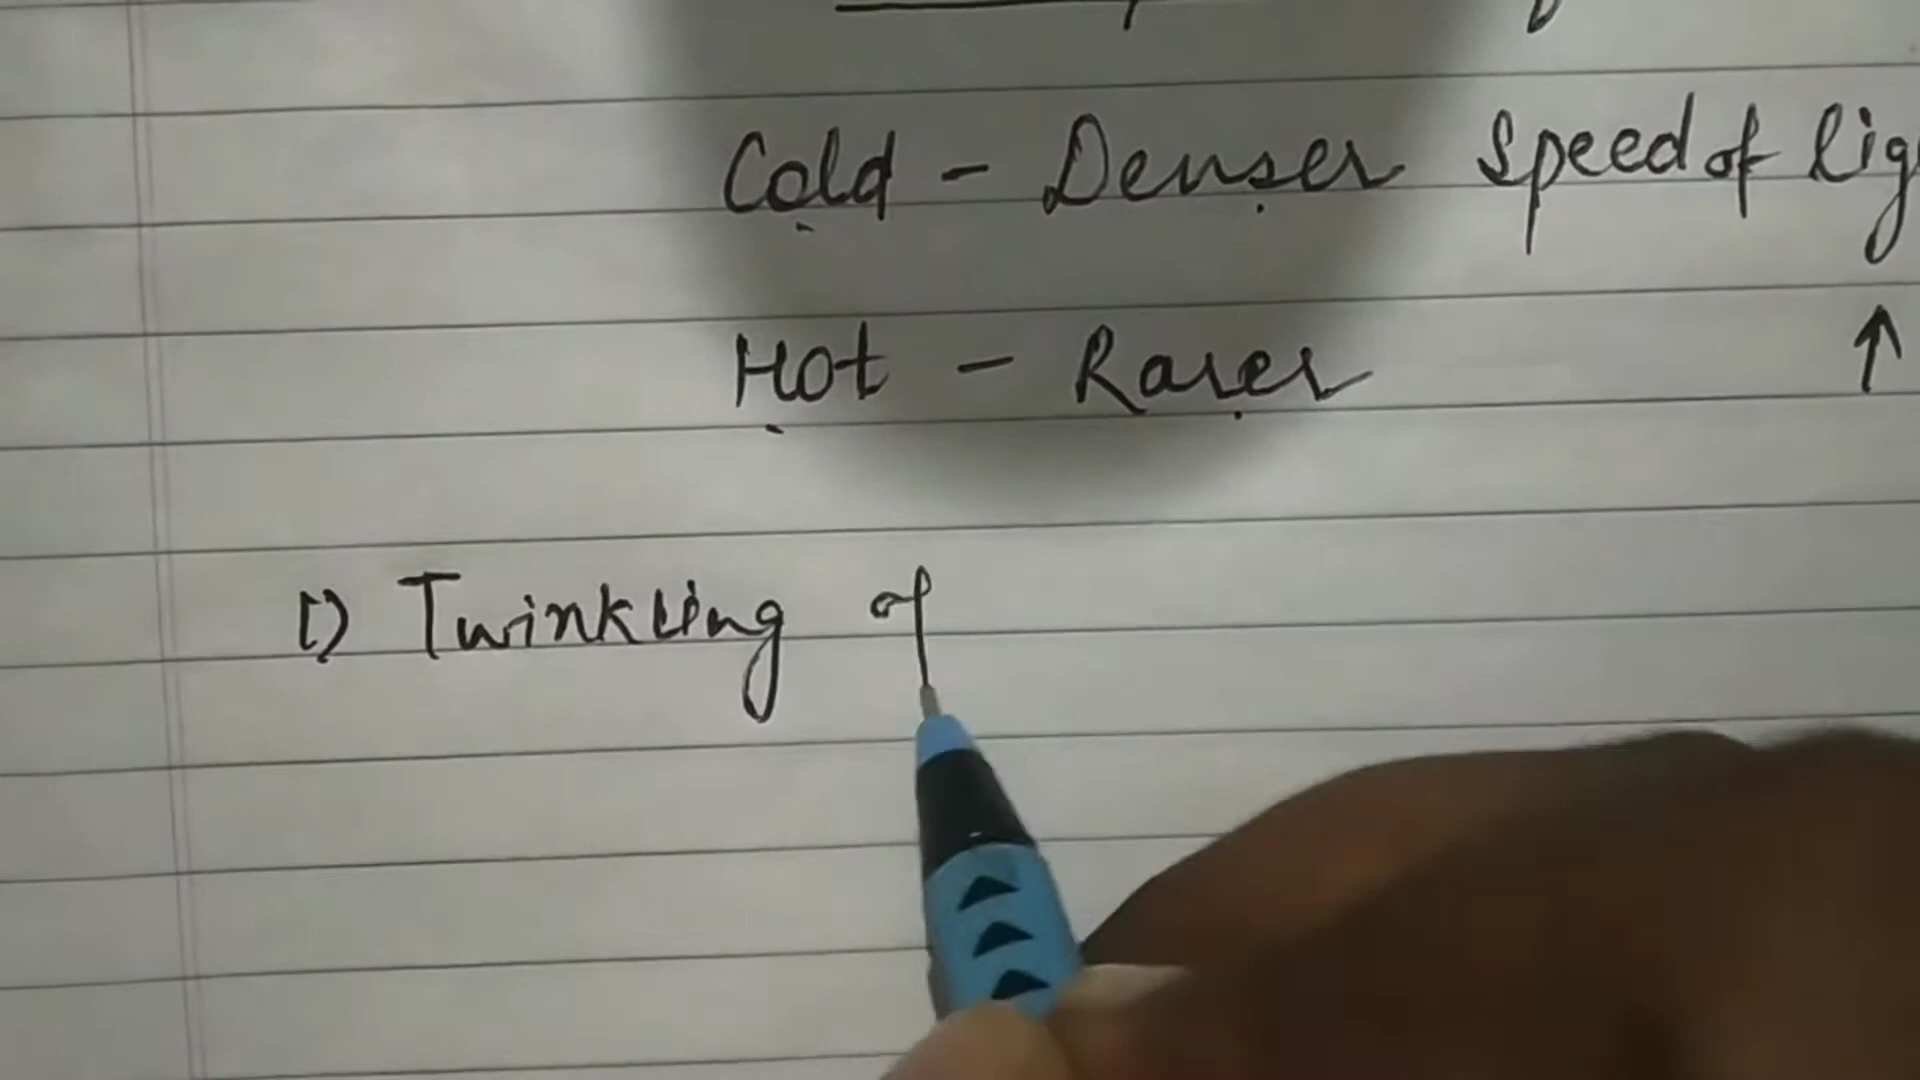 Cold - Denser Speed of lig
Hot - Rarer ↑
1) Twinkling of